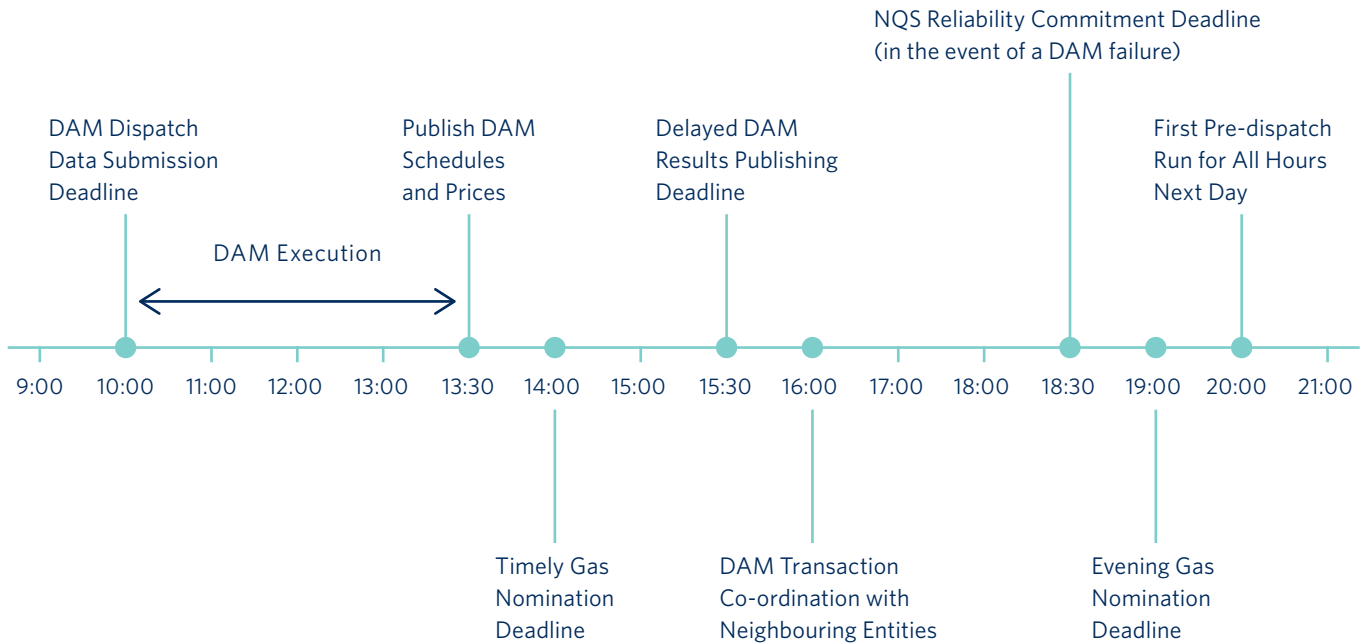 NQS Reliability Commitment Deadline
(in the event of a DAM failure)
DAM Dispatch
Data Submission
Deadline
Publish DAM
Schedules
and Prices
Delayed DAM
Results Publishing
Deadline
First Pre-dispatch
Run for All Hours
Next Day
DAM Execution
9:00 10:00 11:00 12:00 13:00 13:30 14:00 15:00 15:30 16:00 17:00 18:00 18:30 19:00 20:00 21:00
Timely Gas
Nomination
Deadline
DAM Transaction
Co-ordination with
Neighbouring Entities
Evening Gas
Nomination
Deadline